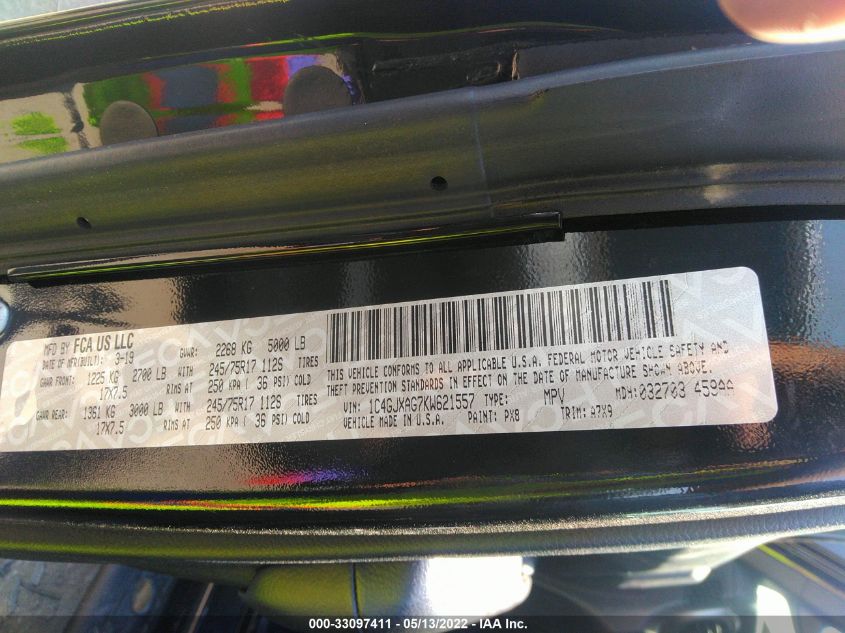 MFD BY FCA US LLC
DATE OF MFR(BUILT): 3-19 GVWR: 2268 KG 5000 LB
GAWR FRONT: 1225 KG 2700 LB WITH 245/75R17 112S TIRES
17X7.5 RIMS AT 250 KPA ( 36 PSI) COLD
GAWR REAR: 1361 KG 3000 LB WITH 245/75R17 112S TIRES
17X7.5 RIMS AT 250 KPA ( 36 PSI) COLD
THIS VEHICLE CONFORMS TO ALL APPLICABLE U.S.A. FEDERAL MOTOR VEHICLE SAFETY AND
THEFT PREVENTION STANDARDS IN EFFECT ON THE DATE OF MANUFACTURE SHOWN ABOVE.
VIN: 1C4GJXAG7KW621557 TYPE: MPV MDH: 032703 459AA
VEHICLE MADE IN U.S.A. PAINT: PX8 TRIM: A7X9
000-33097411 - 05/13/2022 - IAA Inc.